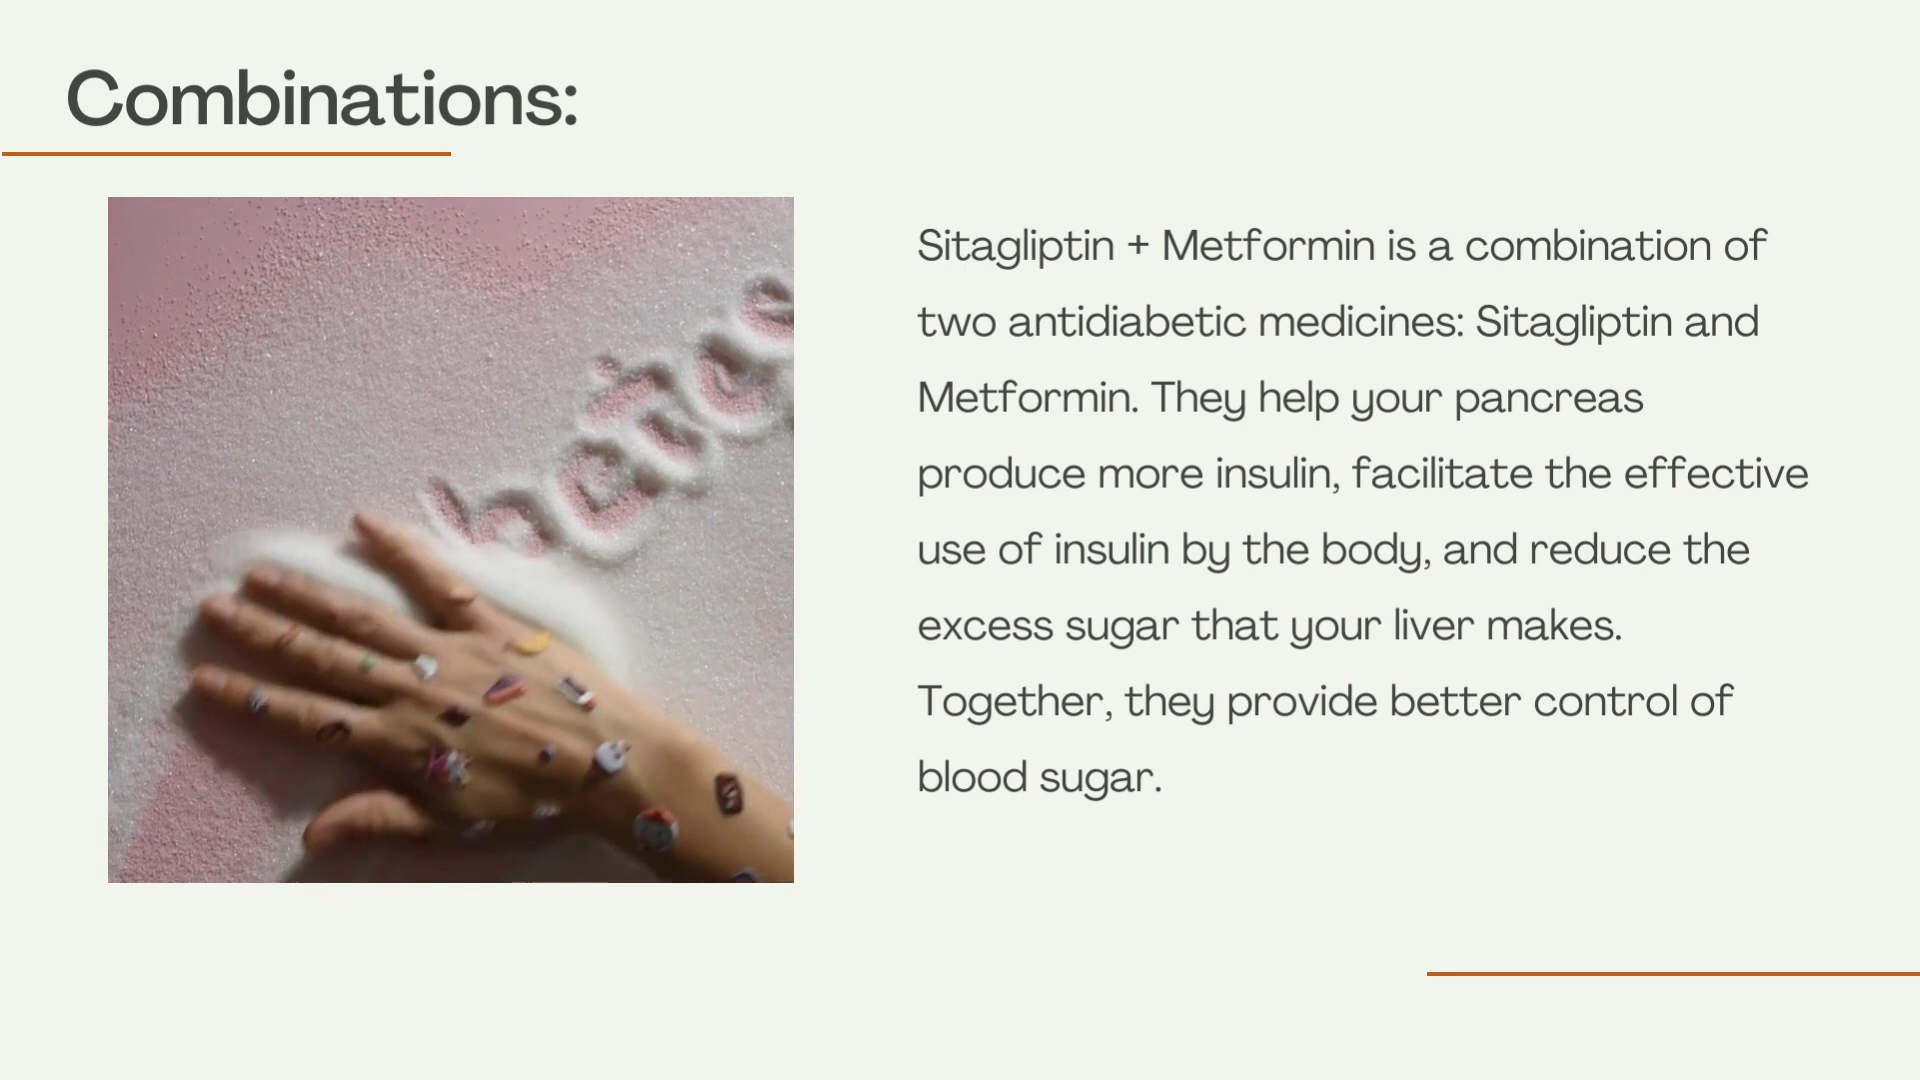 Combinations:
Sitagliptin + Metformin is a combination of
two antidiabetic medicines: Sitagliptin and
Metformin. They help your pancreas
produce more insulin, facilitate the effective
use of insulin by the body, and reduce the
excess sugar that your liver makes.
Together, they provide better control of
blood sugar.